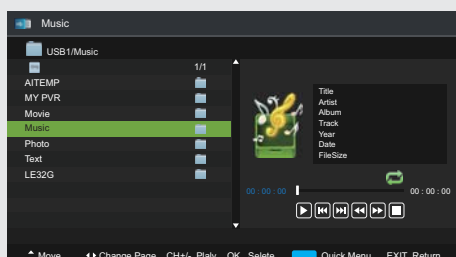 Music
USB1/Music
1/1
AITEMP
MY PVR
Movie
Music
Photo
Text
LE32G
Title
Artist
Album
Track
Year
Date
FileSize
00 : 00 : 00
00 : 00 : 00
Move Change Page CH+/- Plaly OK Selete Quick Menu EXIT Return